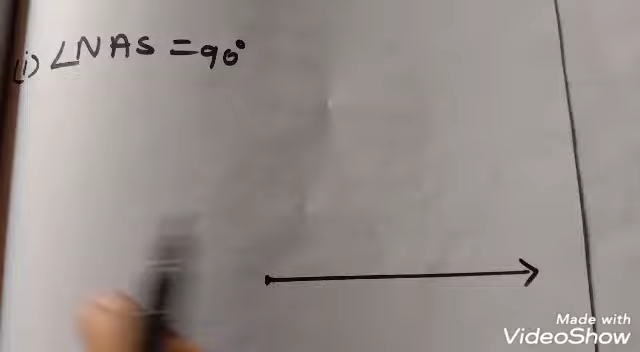 (i) ∠NAS = 90°
Made with
VideoShow